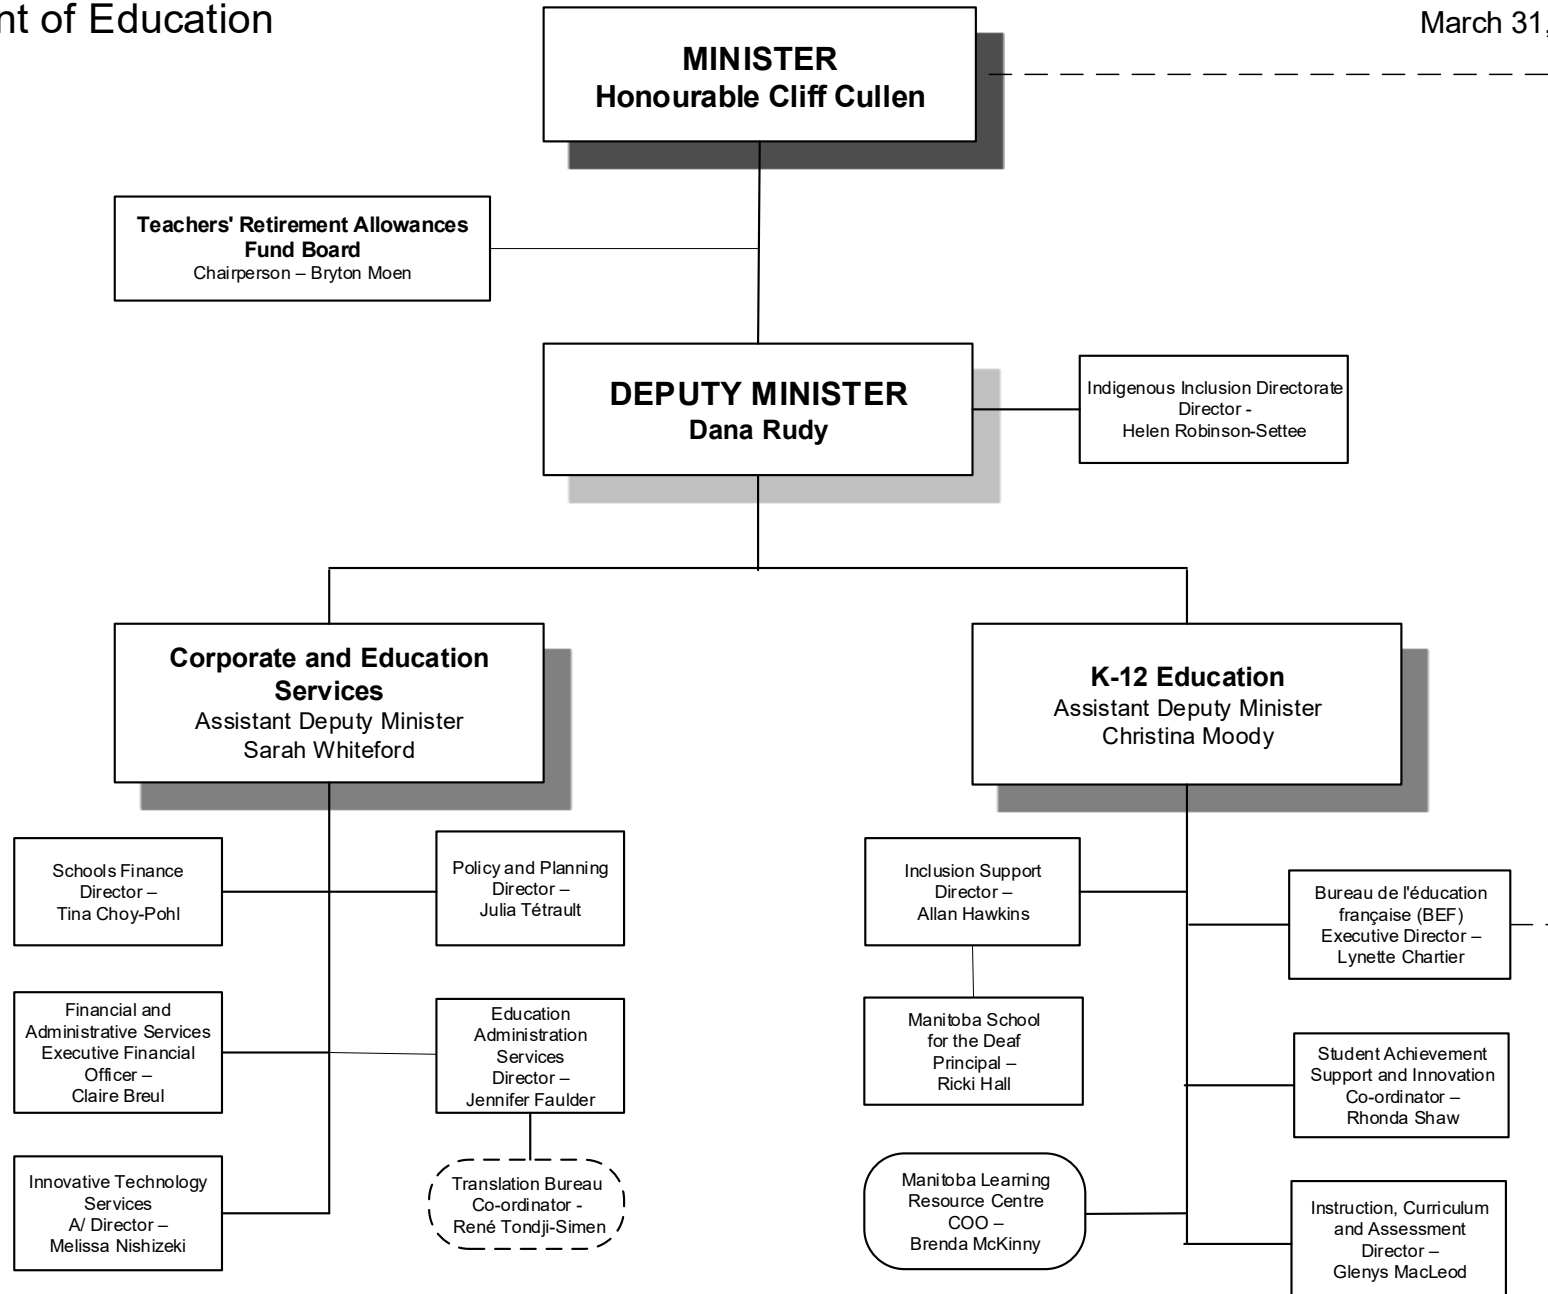 nt of Education
March 31,
MINISTER
Honourable Cliff Cullen
Teachers' Retirement Allowances
Fund Board
Chairperson – Bryton Moen
DEPUTY MINISTER
Dana Rudy
Indigenous Inclusion Directorate
Director -
Helen Robinson-Settee
Corporate and Education
Services
Assistant Deputy Minister
Sarah Whiteford
K-12 Education
Assistant Deputy Minister
Christina Moody
Schools Finance
Director –
Tina Choy-Pohl
Policy and Planning
Director –
Julia Tétrault
Inclusion Support
Director –
Allan Hawkins
Bureau de l'éducation
française (BEF)
Executive Director –
Lynette Chartier
Financial and
Administrative Services
Executive Financial
Officer –
Claire Breul
Education
Administration
Services
Director –
Jennifer Faulder
Manitoba School
for the Deaf
Principal –
Ricki Hall
Student Achievement
Support and Innovation
Co-ordinator –
Rhonda Shaw
Innovative Technology
Services
A/ Director –
Melissa Nishizeki
Translation Bureau
Co-ordinator -
René Tondji-Simen
Manitoba Learning
Resource Centre
COO –
Brenda McKinny
Instruction, Curriculum
and Assessment
Director –
Glenys MacLeod